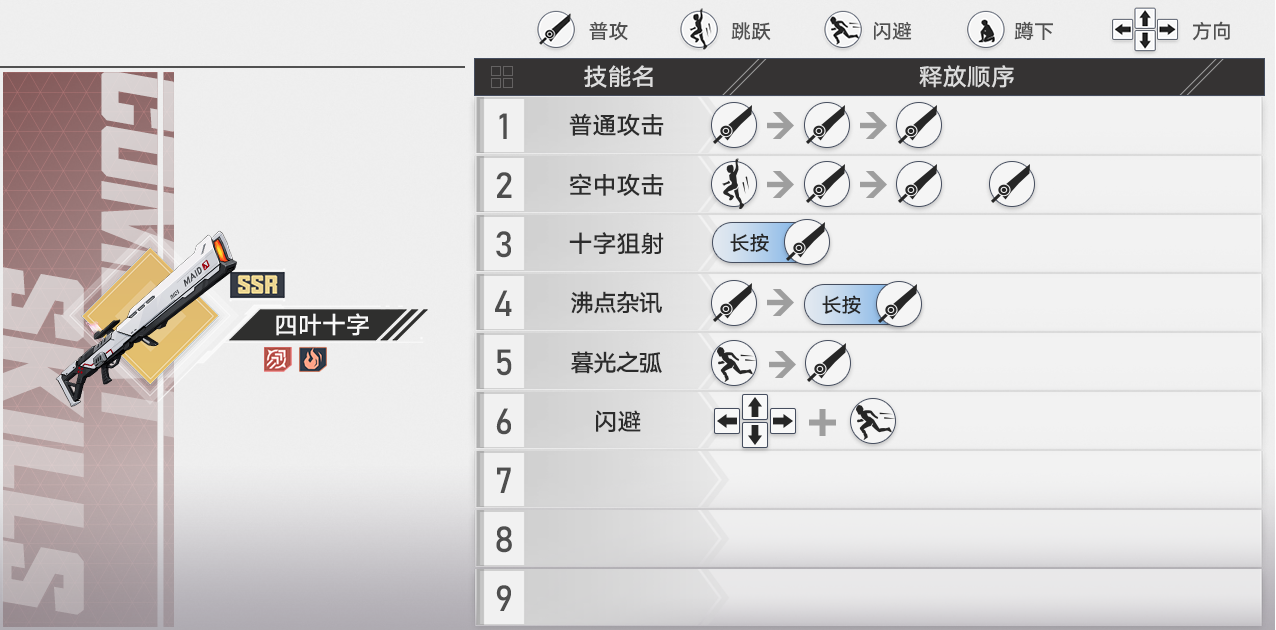 普攻 跳跃 闪避 蹲下 方向
技能名 释放顺序
COMBAT
SKILLS
MAID
SSR
四叶十字
1 普通攻击
2 空中攻击
3 十字狙射 长按
4 沸点杂讯 长按
5 暮光之弧
6 闪避
7
8
9